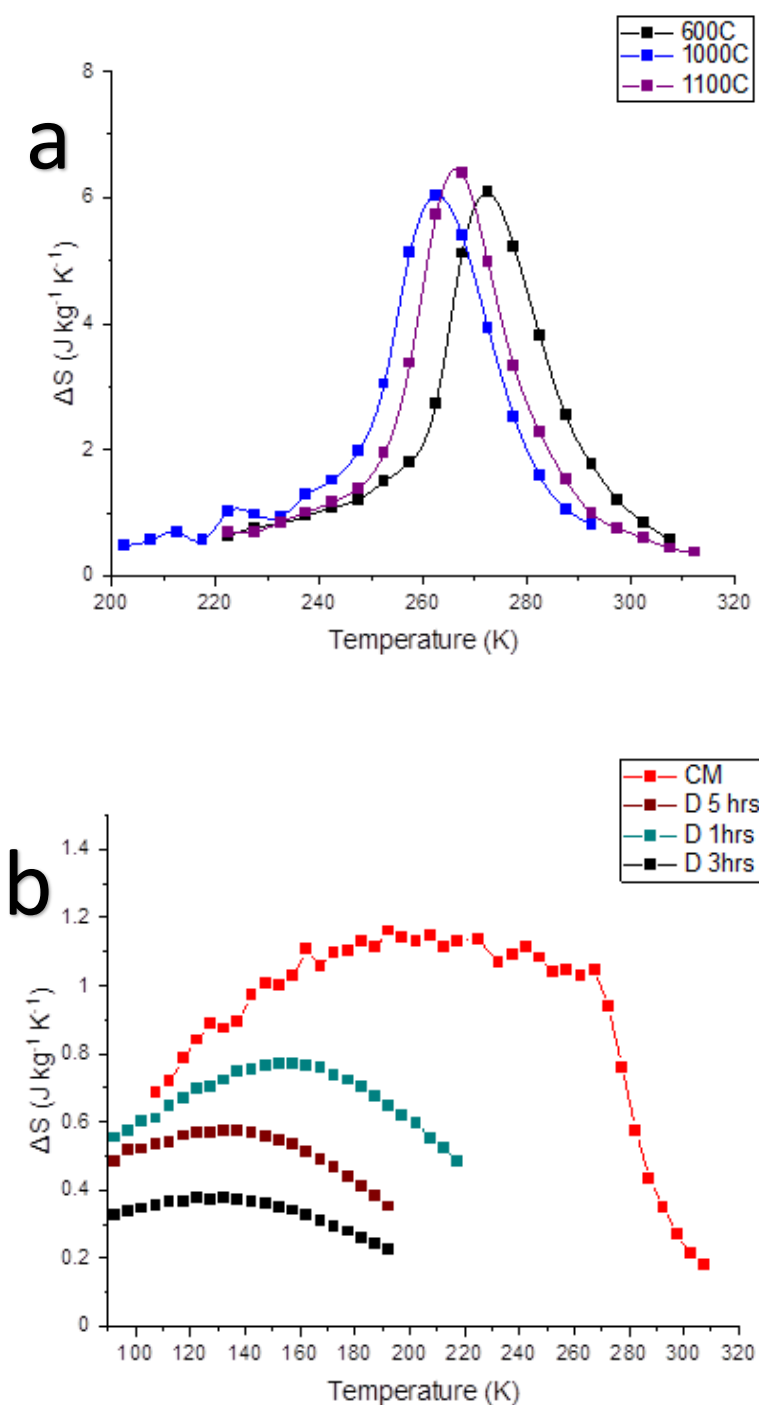 600C
1000C
1100C
a
8
6
4
2
0
ΔS (J kg⁻¹ K⁻¹)
200 220 240 260 280 300 320
Temperature (K)
CM
D 5 hrs
D 1hrs
D 3hrs
b
1.4
1.2
1
0.8
0.6
0.4
0.2
0
ΔS (J kg⁻¹ K⁻¹)
100 120 140 160 180 200 220 240 260 280 300 320
Temperature (K)